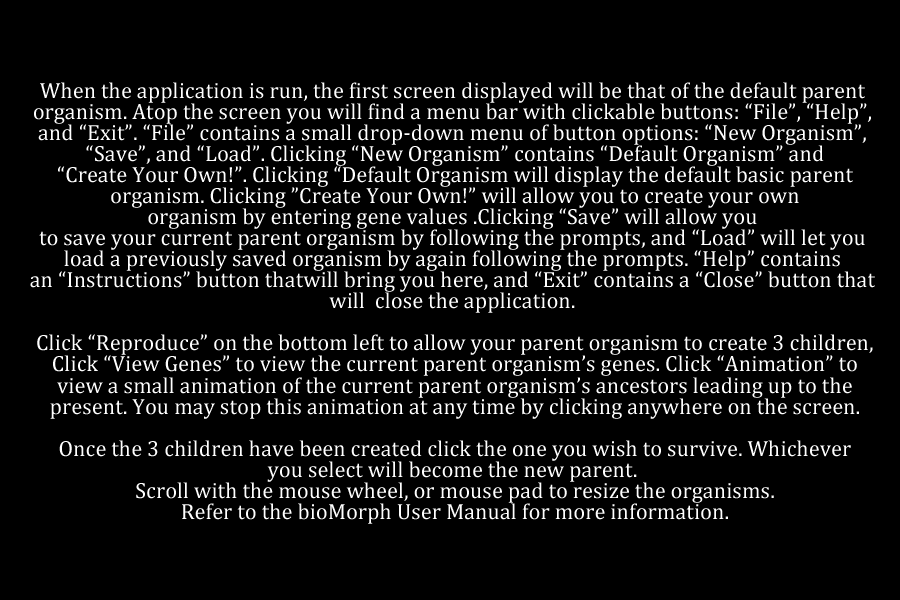 When the application is run, the first screen displayed will be that of the default parent
organism. Atop the screen you will find a menu bar with clickable buttons: “File”, “Help”,
and “Exit”. “File” contains a small drop-down menu of button options: “New Organism”,
“Save”, and “Load”. Clicking “New Organism” contains “Default Organism” and
“Create Your Own!”. Clicking “Default Organism will display the default basic parent
organism. Clicking ”Create Your Own!” will allow you to create your own
organism by entering gene values .Clicking “Save” will allow you
to save your current parent organism by following the prompts, and “Load” will let you
load a previously saved organism by again following the prompts. “Help” contains
an “Instructions” button thatwill bring you here, and “Exit” contains a “Close” button that
will  close the application.
Click “Reproduce” on the bottom left to allow your parent organism to create 3 children,
Click “View Genes” to view the current parent organism’s genes. Click “Animation” to
view a small animation of the current parent organism’s ancestors leading up to the
present. You may stop this animation at any time by clicking anywhere on the screen.
Once the 3 children have been created click the one you wish to survive. Whichever
you select will become the new parent.
Scroll with the mouse wheel, or mouse pad to resize the organisms.
Refer to the bioMorph User Manual for more information.